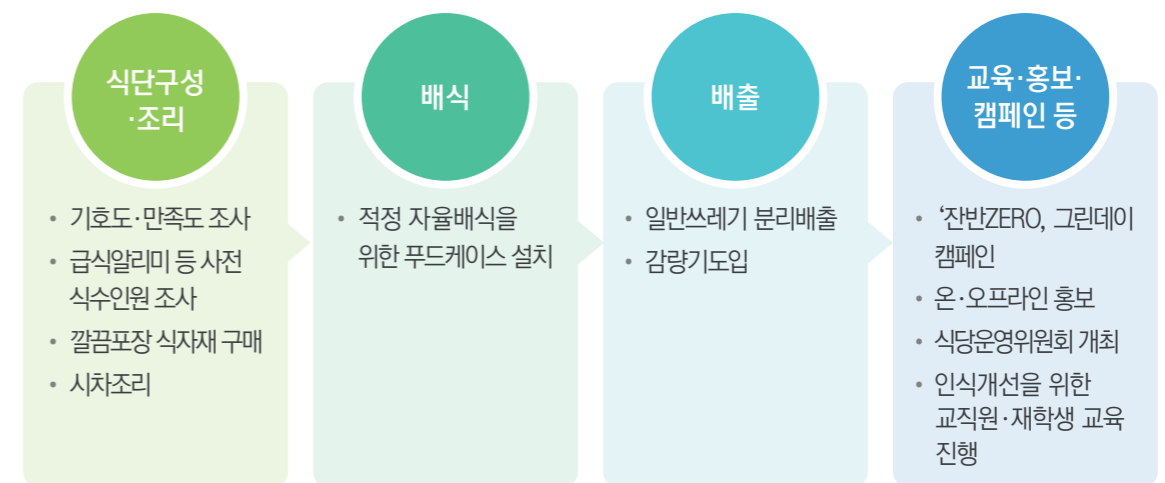 식단구성
·조리
• 기호도·만족도 조사
• 급식알리미 등 사전
식수인원 조사
• 깔끔포장 식자재 구매
• 시차조리
배식
• 적정 자율배식을
위한 푸드케이스 설치
배출
• 일반쓰레기 분리배출
• 감량기도입
교육·홍보·
캠페인 등
• ‘잔반ZERO, 그린데이
캠페인
• 온·오프라인 홍보
• 식당운영위원회 개최
• 인식개선을 위한
교직원·재학생 교육
진행